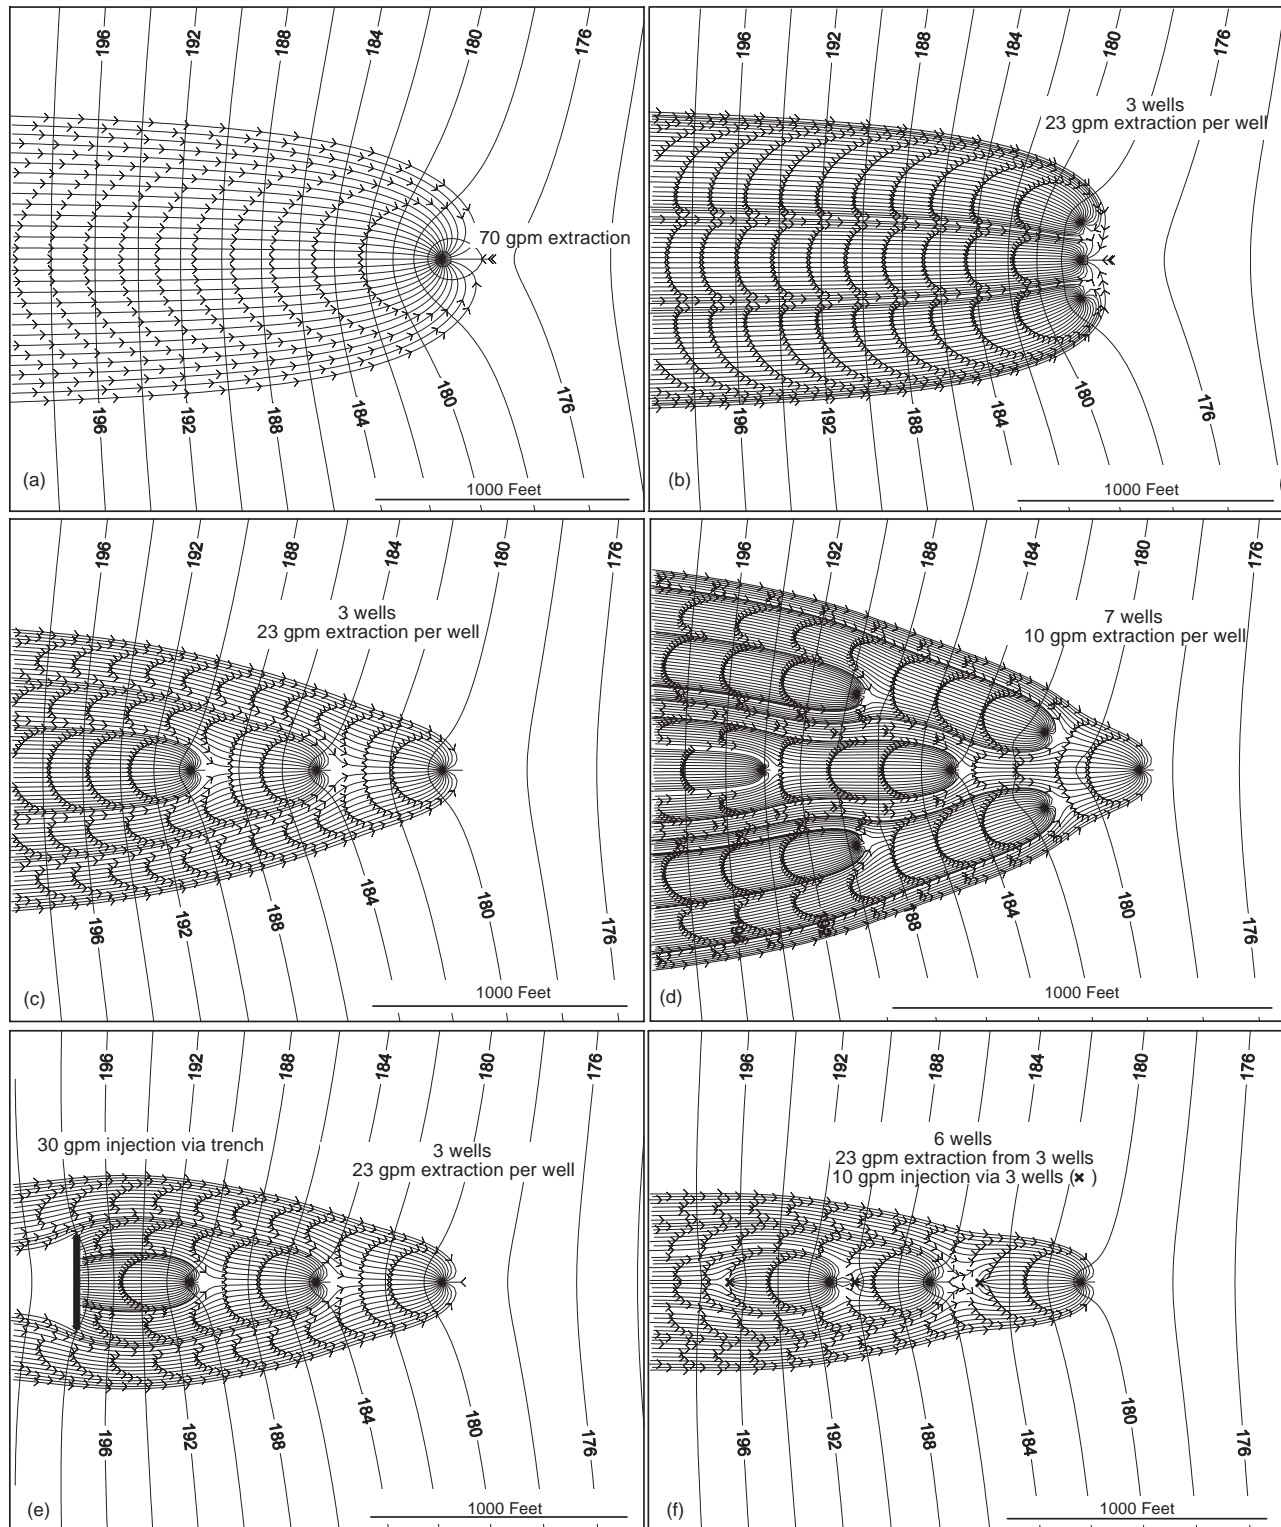 196
192
188
184
180
176
70 gpm extraction
196
192
188
184
180
176
(a)
1000 Feet
196
192
188
184
180
176
3 wells
23 gpm extraction per well
196
192
188
184
180
176
(b)
1000 Feet
196
192
188
184
180
176
3 wells
23 gpm extraction per well
196
192
188
184
180
176
(c)
1000 Feet
196
192
188
184
180
176
7 wells
10 gpm extraction per well
196
192
188
184
180
176
(d)
1000 Feet
196
192
188
184
180
176
30 gpm injection via trench
3 wells
23 gpm extraction per well
196
192
188
184
180
176
(e)
1000 Feet
196
192
188
184
180
176
6 wells
23 gpm extraction from 3 wells
10 gpm injection via 3 wells (× )
196
192
188
184
180
176
(f)
1000 Feet